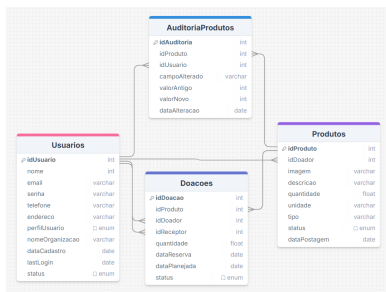 AuditoriaProdutos
idAuditoria int
idProduto int
idUsuario int
campoAlterado varchar
valorAntigo int
valorNovo int
dataAlteracao date
Usuarios
idUsuario int
nome int
email varchar
senha varchar
telefone varchar
endereco varchar
perfilUsuario enum
nomeOrganizacao varchar
dataCadastro date
lastLogin date
status enum
Doacoes
idDoacao int
idProduto int
idDoador int
idReceptor int
quantidade float
dataReserva date
dataPlanejada date
status enum
Produtos
idProduto int
idDoador int
imagem varchar
descricao varchar
quantidade float
unidade varchar
tipo varchar
status enum
dataPostagem date